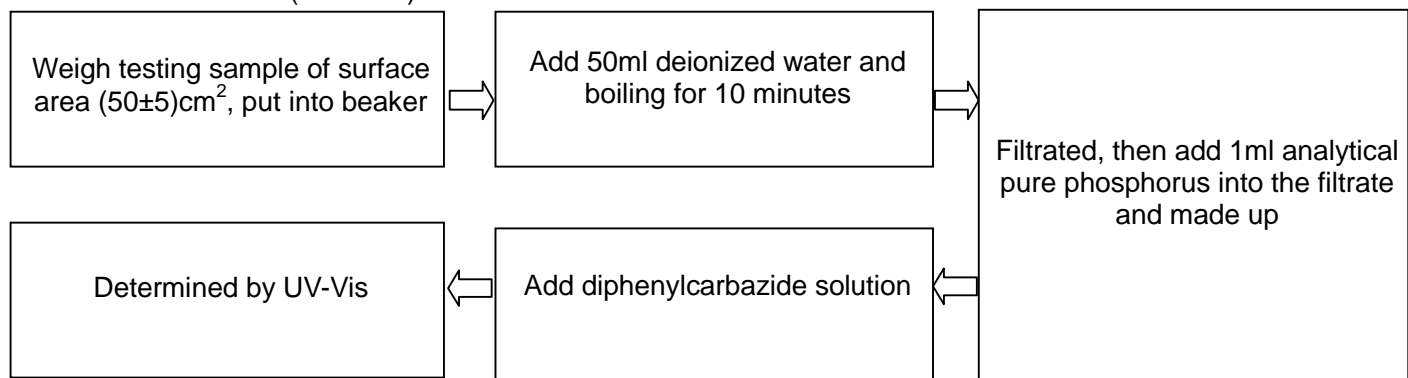 Weigh testing sample of surface
area (50±5)cm², put into beaker
Add 50ml deionized water and
boiling for 10 minutes
Filtrated, then add 1ml analytical
pure phosphorus into the filtrate
and made up
Add diphenylcarbazide solution
Determined by UV-Vis